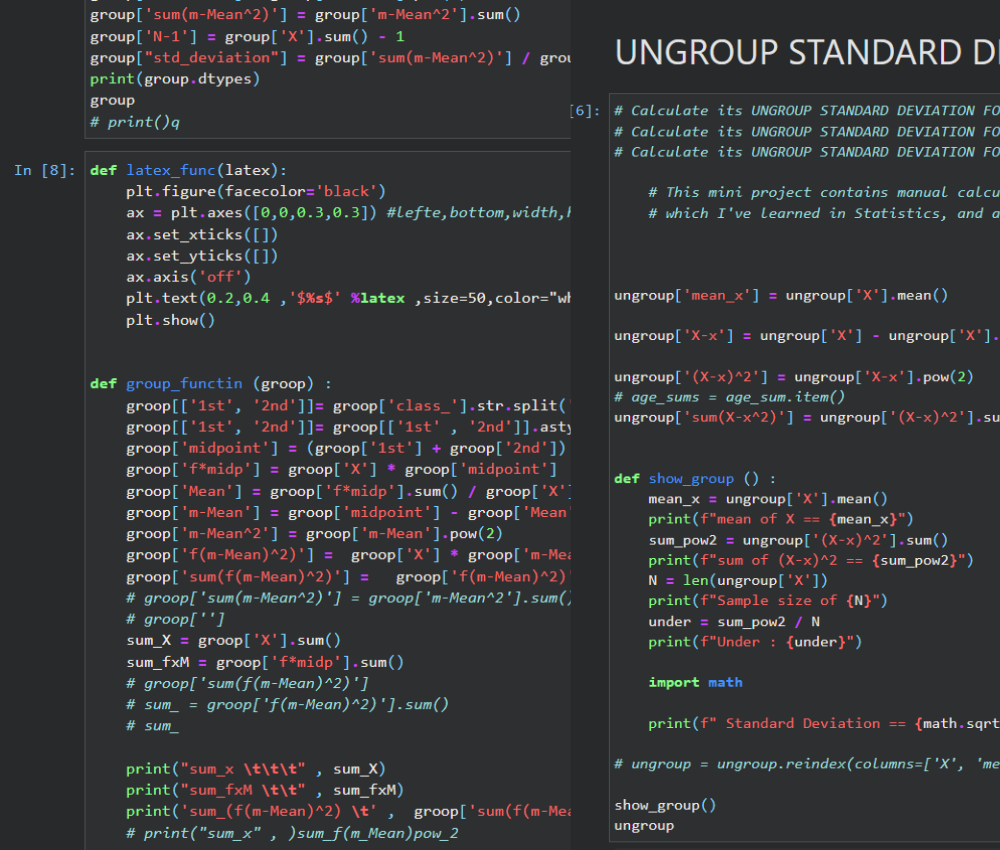 group['sum(m-Mean^2)'] = group['m-Mean^2'].sum()
group['N-1'] = group['X'].sum() - 1
group["std_deviation"] = group['sum(m-Mean^2)'] / grou
print(group.dtypes)
group
# print()q
In [8]:
def latex_func(latex):
plt.figure(facecolor='black')
ax = plt.axes([0,0,0.3,0.3]) #lefte,bottom,width,h
ax.set_xticks([])
ax.set_yticks([])
ax.axis('off')
plt.text(0.2,0.4 ,'$%s$' %latex ,size=50,color="wh
plt.show()
def group_functin (groop) :
groop[['1st', '2nd']]= groop['class_'].str.split('
groop[['1st', '2nd']]= groop[['1st' , '2nd']].asty
groop['midpoint'] = (groop['1st'] + groop['2nd'])
groop['f*midp'] = groop['X'] * groop['midpoint']
groop['Mean'] = groop['f*midp'].sum() / groop['X']
groop['m-Mean'] = groop['midpoint'] - groop['Mean'
groop['m-Mean^2'] = groop['m-Mean'].pow(2)
groop['f(m-Mean)^2)'] =  groop['X'] * groop['m-Mea
groop['sum(f(m-Mean)^2)'] =   groop['f(m-Mean)^2)'
# groop['sum(m-Mean^2)'] = groop['m-Mean^2'].sum()
# groop['']
sum_X = groop['X'].sum()
sum_fxM = groop['f*midp'].sum()
# groop['sum(f(m-Mean)^2)']
# sum_ = groop['f(m-Mean)^2)'].sum()
# sum_
print("sum_x \t\t\t" , sum_X)
print("sum_fxM \t\t" , sum_fxM)
print('sum_(f(m-Mean)^2) \t' ,  groop['sum(f(m-Mea
# print("sum_x" , )sum_f(m_Mean)pow_2
UNGROUP STANDARD DE
[6]:
# Calculate its UNGROUP STANDARD DEVIATION FO
# Calculate its UNGROUP STANDARD DEVIATION FO
# Calculate its UNGROUP STANDARD DEVIATION FO
# This mini project contains manual calcu
# which I've learned in Statistics, and a
ungroup['mean_x'] = ungroup['X'].mean()
ungroup['X-x'] = ungroup['X'] - ungroup['X'].
ungroup['(X-x)^2'] = ungroup['X-x'].pow(2)
# age_sums = age_sum.item()
ungroup['sum(X-x^2)'] = ungroup['(X-x)^2'].su
def show_group () :
mean_x = ungroup['X'].mean()
print(f"mean of X == {mean_x}")
sum_pow2 = ungroup['(X-x)^2'].sum()
print(f"sum of (X-x)^2 == {sum_pow2}")
N = len(ungroup['X'])
print(f"Sample size of {N}")
under = sum_pow2 / N
print(f"Under : {under}")
import math
print(f" Standard Deviation == {math.sqrt
# ungroup = ungroup.reindex(columns=['X', 'me
show_group()
ungroup